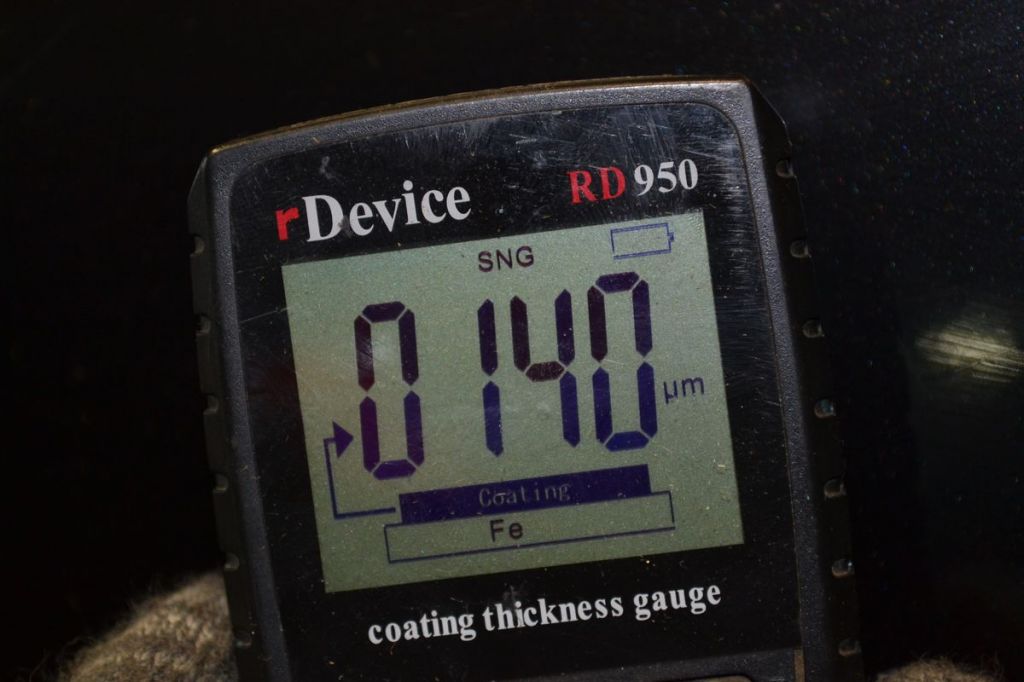 rDevice RD 950
SNG
0140 µm
Coating
Fe
coating thickness gauge